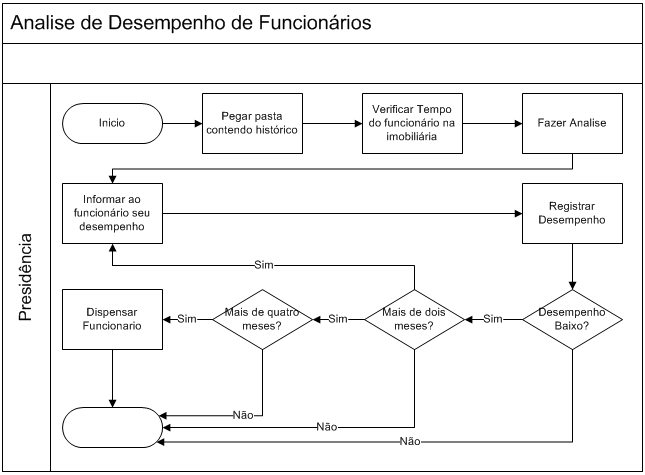 Analise de Desempenho de Funcionários
Presidência
Inicio
Pegar pasta
contendo histórico
Verificar Tempo
do funcionário na
imobiliária
Fazer Analise
Informar ao
funcionário seu
desempenho
Registrar
Desempenho
Sim
Dispensar
Funcionario
Sim
Mais de quatro
meses?
Sim
Mais de dois
meses?
Sim
Desempenho
Baixo?
Não
Não
Não